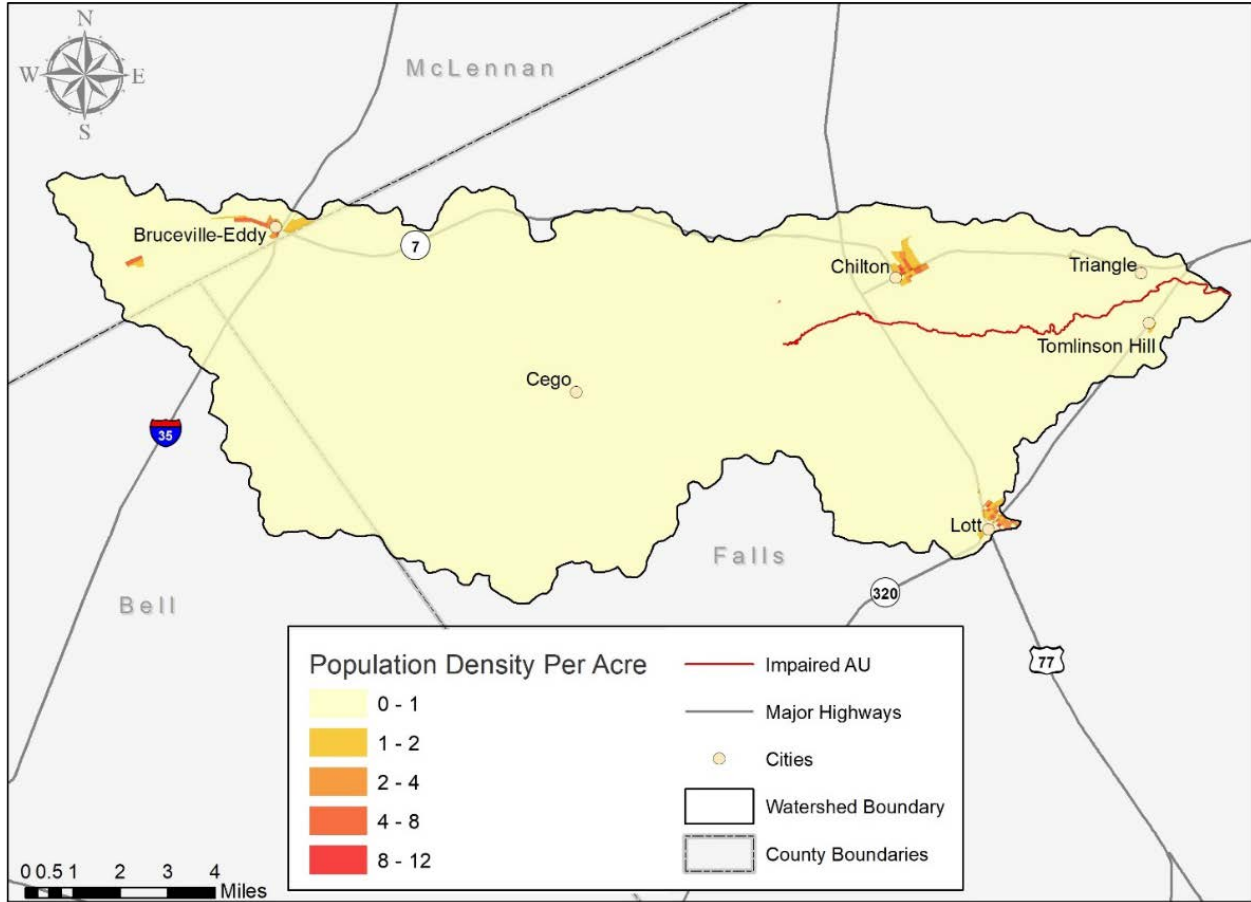 N
McLennan
W E
S
Bruceville-Eddy
7
Chilton
Triangle
Tomlinson Hill
Cego
35
Lott
Falls
320
Bell
77
Population Density Per Acre
0 - 1
1 - 2
2 - 4
4 - 8
8 - 12
Impaired AU
Major Highways
Cities
Watershed Boundary
County Boundaries
0 0.5 1 2 3 4
Miles